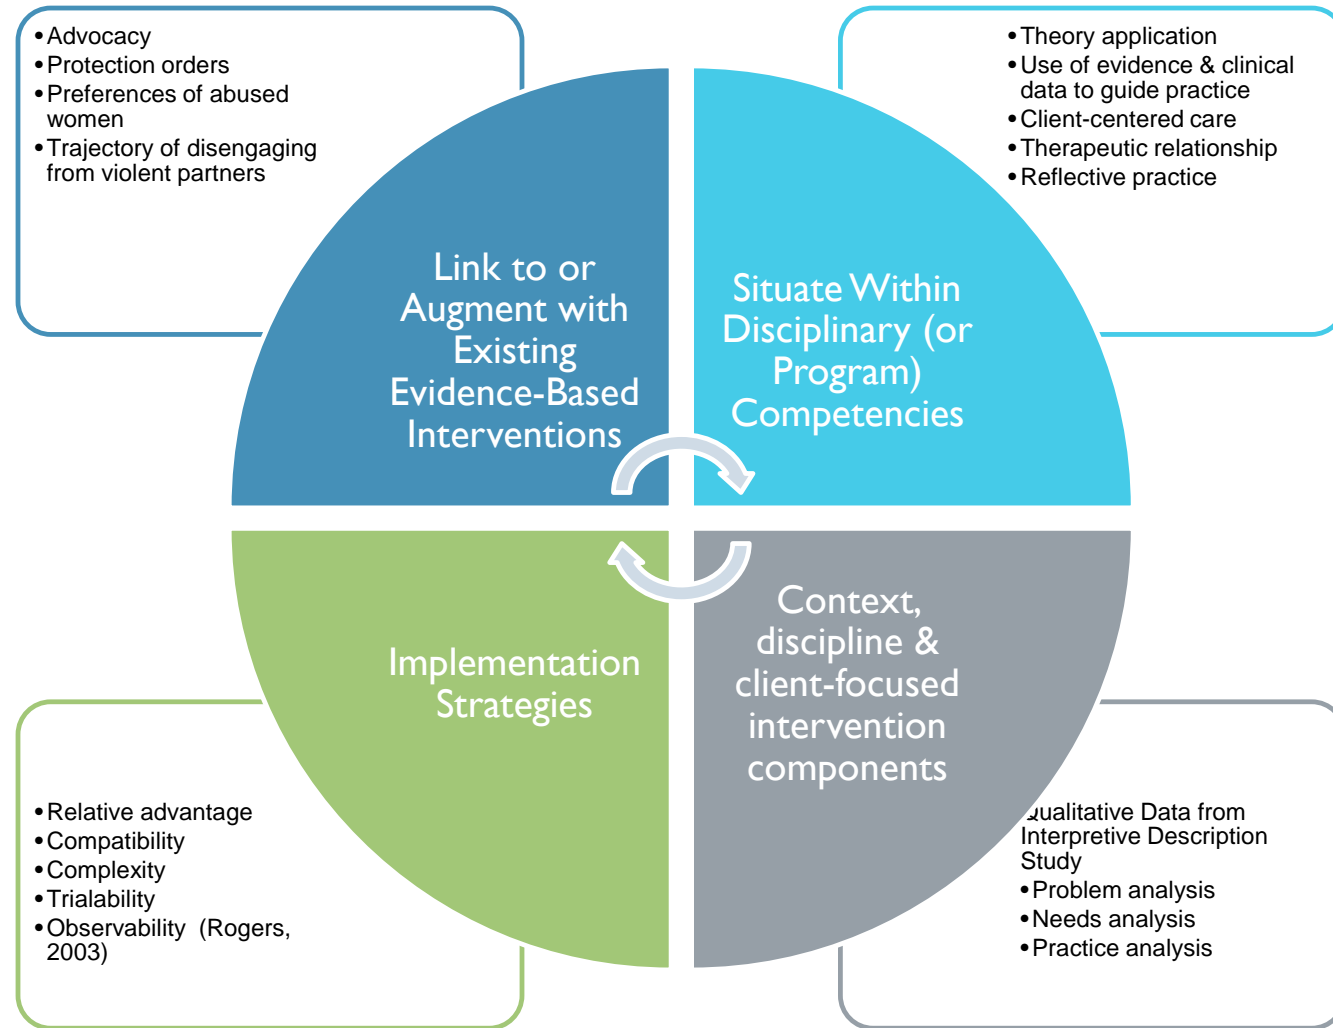 •Advocacy
•Protection orders
•Preferences of abused
women
•Trajectory of disengaging
from violent partners
•Theory application
•Use of evidence & clinical
data to guide practice
•Client-centered care
•Therapeutic relationship
•Reflective practice
Link to or
Augment with
Existing
Evidence-Based
Interventions
Situate Within
Disciplinary (or
Program)
Competencies
Implementation
Strategies
Context,
discipline &
client-focused
intervention
components
•Relative advantage
•Compatibility
•Complexity
•Trialability
•Observability (Rogers,
2003)
Qualitative Data from
Interpretive Description
Study
•Problem analysis
•Needs analysis
•Practice analysis